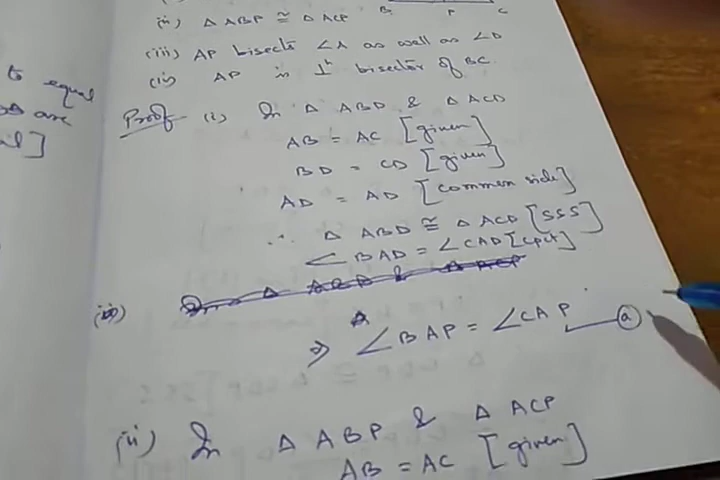 B P C
(ii) Δ ABP ≅ Δ ACP
(iii) AP bisects ∠A as well as ∠D
(iv) AP is ⊥ʳ bisector of BC
to equal
are
Proof (i) In Δ ABD & Δ ACD
AB = AC [given]
BD = CD [given]
AD = AD [common side]
∴ Δ ABD ≅ Δ ACD [SSS]
∠BAD = ∠CAD [cpct]
⇒ ∠BAP = ∠CAP — (a)
(ii) In Δ ABP & Δ ACP
AB = AC [given]